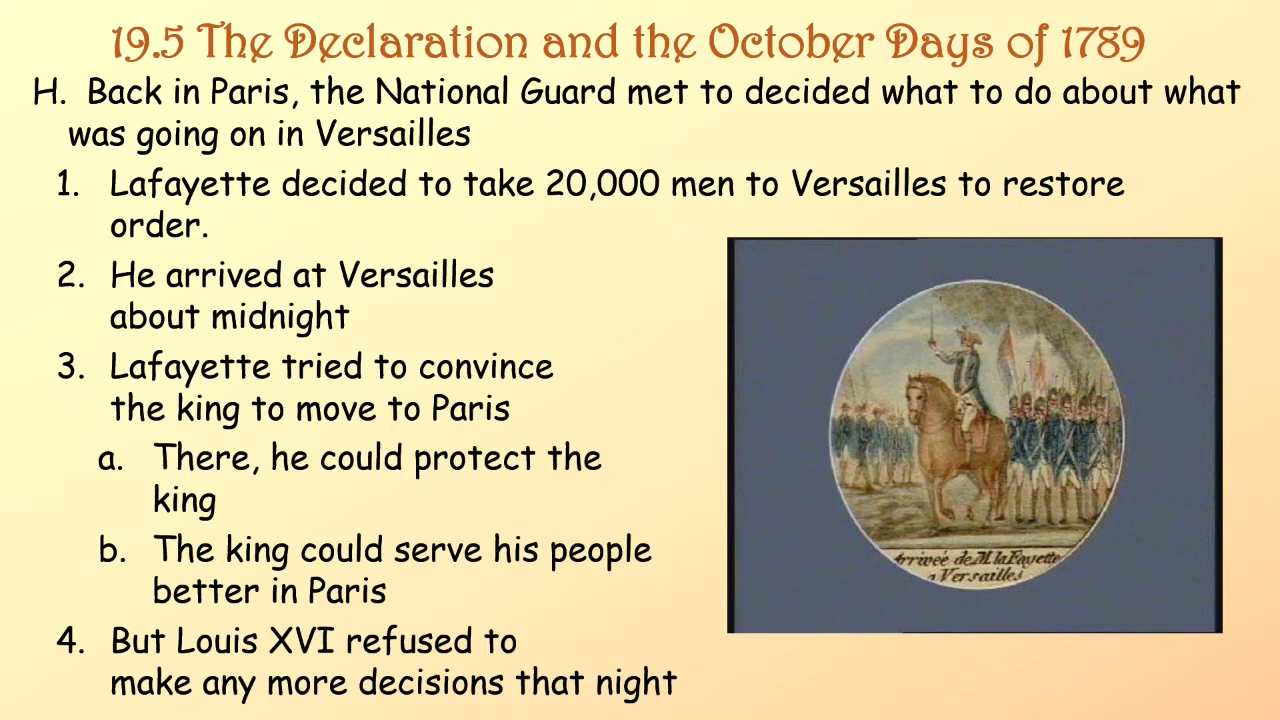 19.5 The Declaration and the October Days of 1789
H. Back in Paris, the National Guard met to decided what to do about what
was going on in Versailles
1. Lafayette decided to take 20,000 men to Versailles to restore
order.
2. He arrived at Versailles
about midnight
3. Lafayette tried to convince
the king to move to Paris
a. There, he could protect the
king
b. The king could serve his people
better in Paris
4. But Louis XVI refused to
make any more decisions that night
Arrivée de M. la Fayette
a Versailles